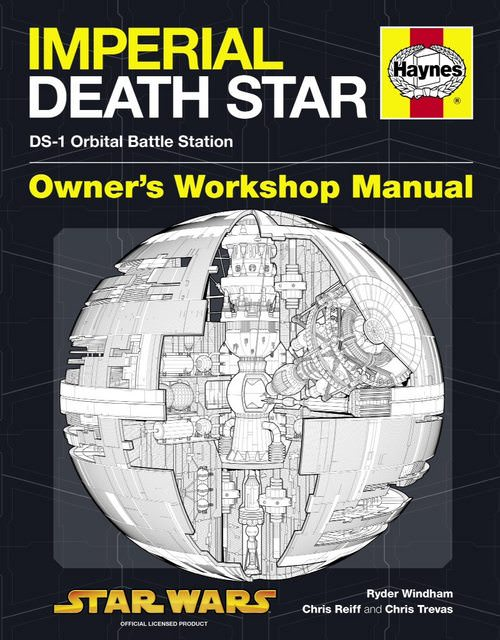 IMPERIAL
DEATH STAR
Haynes
®
DS-1 Orbital Battle Station
Owner's Workshop Manual
STAR WARS
OFFICIAL LICENSED PRODUCT
Ryder Windham
Chris Reiff and Chris Trevas